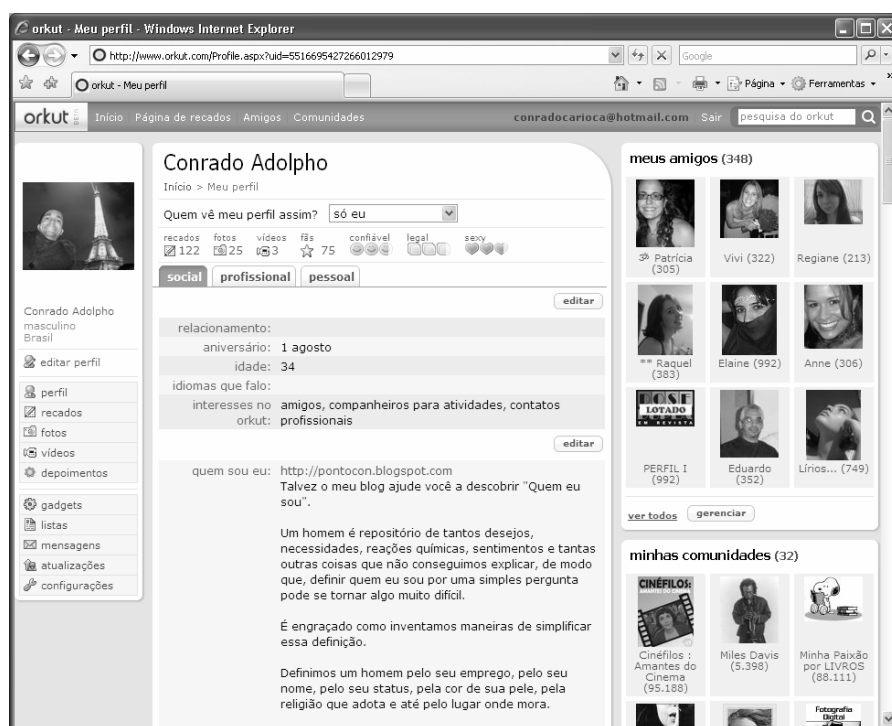 orkut - Meu perfil - Windows Internet Explorer
http://www.orkut.com/Profile.aspx?uid=5516695427266012979
Google
orkut - Meu perfil
Página
Ferramentas
orkut BETA
Início Página de recados Amigos Comunidades
conradocarioca@hotmail.com Sair
pesquisa do orkut
Conrado Adolpho
masculino
Brasil
editar perfil
perfil
recados
fotos
vídeos
depoimentos
gadgets
listas
mensagens
atualizações
configurações
Conrado Adolpho
Início > Meu perfil
Quem vê meu perfil assim? só eu
recados fotos vídeos fãs confiável legal sexy
122 25 3 75
social profissional pessoal
editar
relacionamento:
aniversário: 1 agosto
idade: 34
idiomas que falo:
interesses no orkut: amigos, companheiros para atividades, contatos
profissionais
editar
quem sou eu: http://pontocon.blogspot.com
Talvez o meu blog ajude você a descobrir "Quem eu
sou".
Um homem é repositório de tantos desejos,
necessidades, reações químicas, sentimentos e tantas
outras coisas que não conseguimos explicar, de modo
que, definir quem eu sou por uma simples pergunta
pode se tornar algo muito difícil.
É engraçado como inventamos maneiras de simplificar
essa definição.
Definimos um homem pelo seu emprego, pelo seu
nome, pelo seu status, pela cor de sua pele, pela
religião que adota e até pelo lugar onde mora.
meus amigos (348)
ॐ Patrícia
(305)
Vivi (322)
Regiane (213)
°° Raquel
(383)
Elaine (992)
Anne (306)
DOSE
LOTADO
DUPLA
EM REVISTA
PERFIL I
(992)
Eduardo
(352)
Lírios... (749)
ver todos gerenciar
minhas comunidades (32)
CINÉFILOS:
AMANTES DO CINEMA
Cinéfilos :
Amantes do
Cinema
(95.188)
Miles Davis
(5.398)
Minha Paixão
por LIVROS
(88.111)
Fotografia
Digital